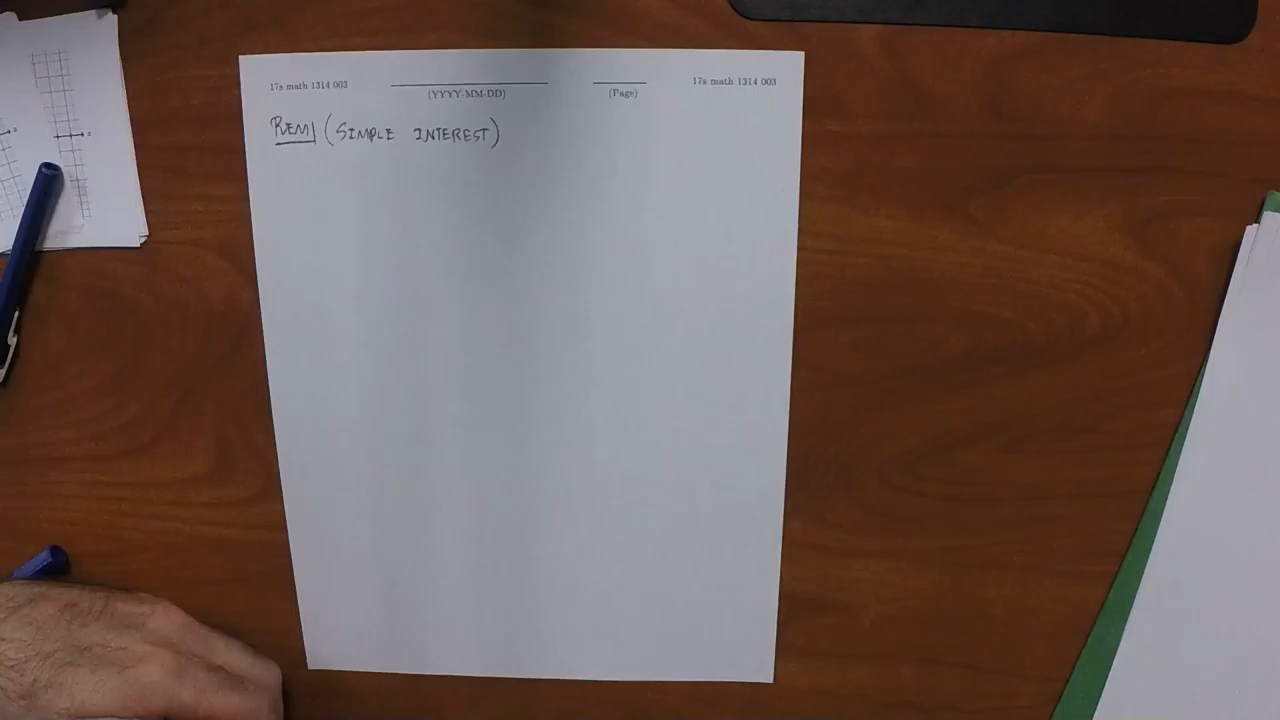 17s math 1314 003 (YYYY-MM-DD) (Page) 17s math 1314 003
REM (SIMPLE INTEREST)